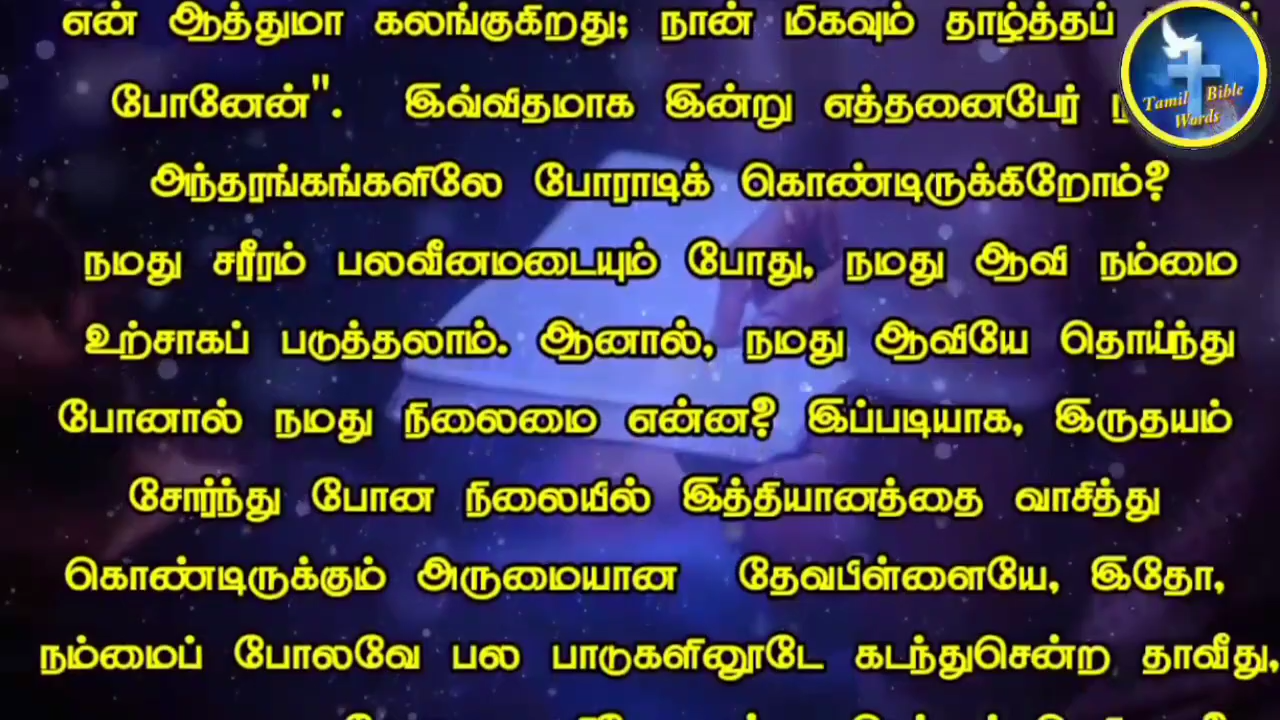 என் ஆத்துமா கலங்குகிறது; நான் மிகவும் தாழ்த்தப்
போனேன்". இவ்விதமாக இன்று எத்தனைபேர்
அந்தரங்கங்களிலே போராடிக் கொண்டிருக்கிறோம்?
நமது சரீரம் பலவீனமடையும் போது, நமது ஆவி நம்மை
உற்சாகப் படுத்தலாம். ஆனால், நமது ஆவியே தொய்ந்து
போனால் நமது நிலைமை என்ன? இப்படியாக, இருதயம்
சோர்ந்து போன நிலையில் இத்தியானத்தை வாசித்து
கொண்டிருக்கும் அருமையான தேவபிள்ளையே, இதோ,
நம்மைப் போலவே பல பாடுகளினூடே கடந்துசென்ற தாவீது,
Tamil Bible
Words